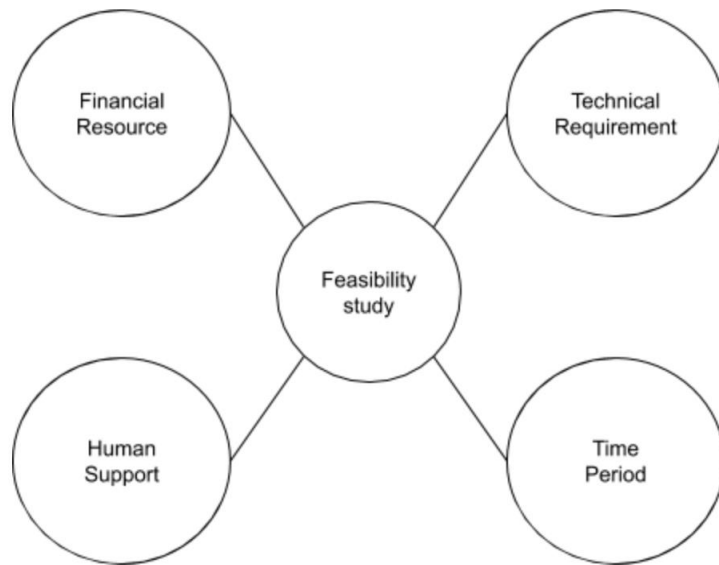 Financial
Resource
Technical
Requirement
Feasibility
study
Human
Support
Time
Period